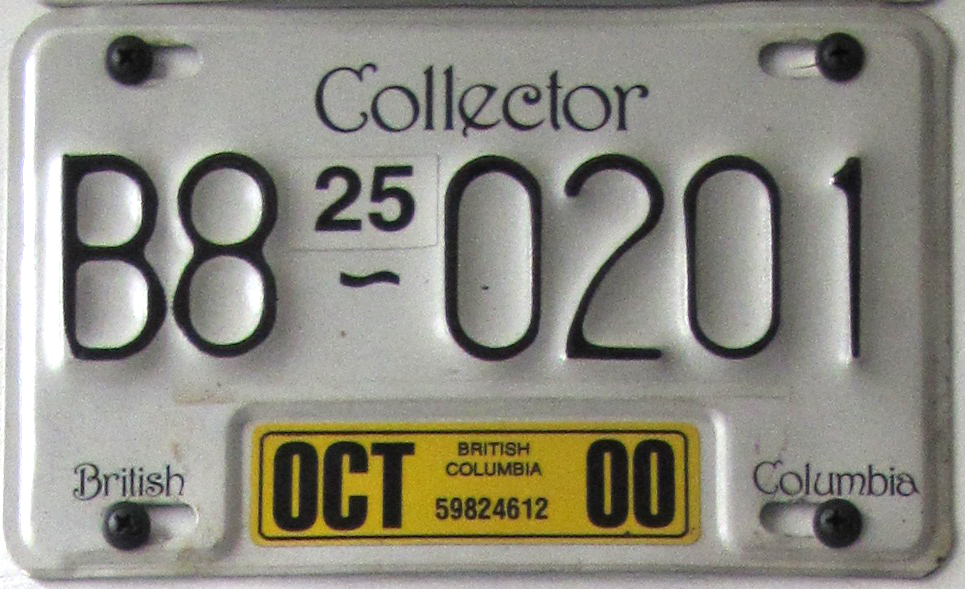 Collector
25
B8~0201
British Columbia
OCT BRITISH COLUMBIA 00
59824612